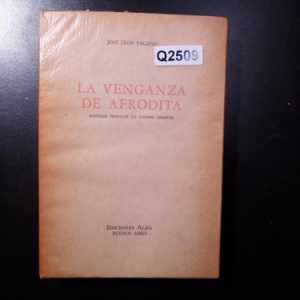 JOSÉ LEÓN PAGANO
Q2509
LA VENGANZA
DE AFRODITA
EDICIONES ALBA
BUENOS AIRES